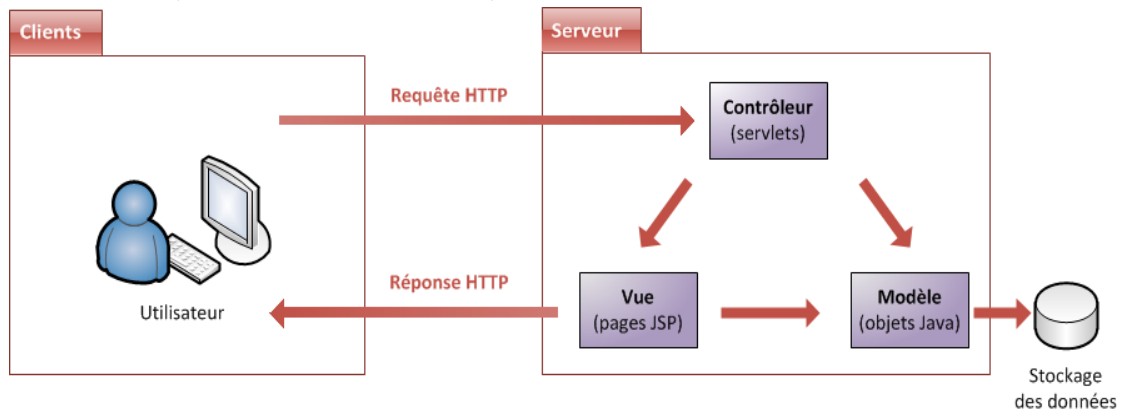 Clients
Serveur
Requête HTTP
Contrôleur
(servlets)
Réponse HTTP
Utilisateur
Vue
(pages JSP)
Modèle
(objets Java)
Stockage
des données